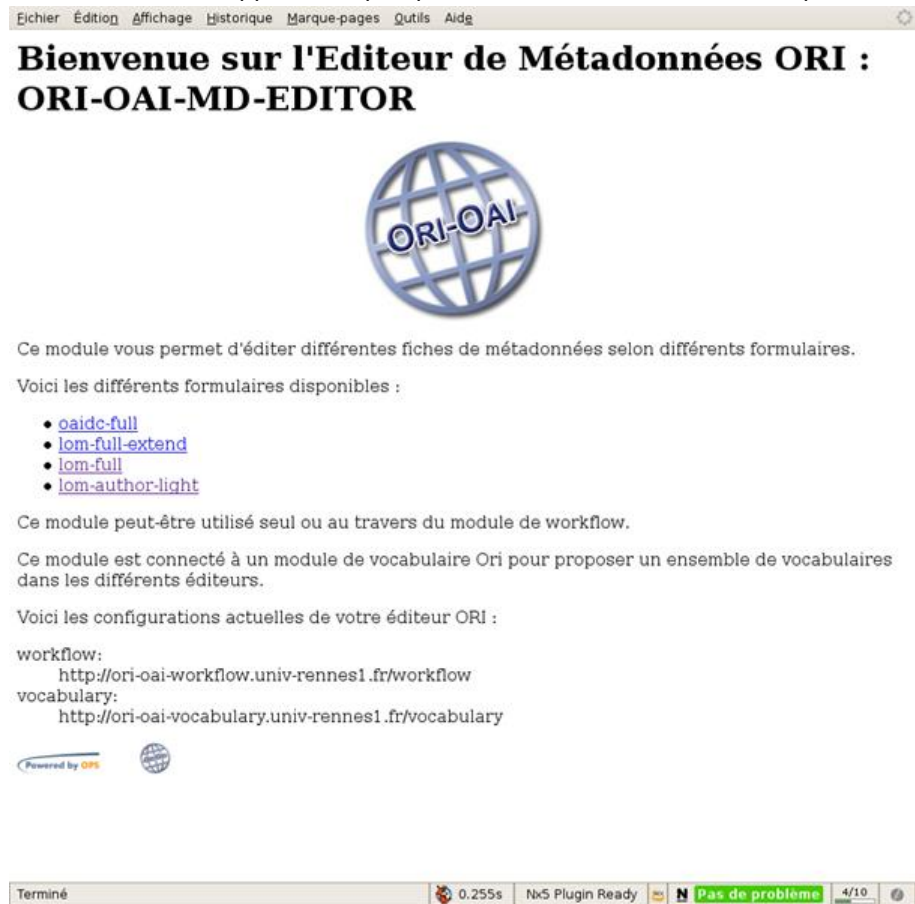 Fichier Édition Affichage Historique Marque-pages Outils Aide
Bienvenue sur l'Editeur de Métadonnées ORI :
ORI-OAI-MD-EDITOR
ORI-OAI
Ce module vous permet d'éditer différentes fiches de métadonnées selon différents formulaires.
Voici les différents formulaires disponibles :
• oaidc-full
• lom-full-extend
• lom-full
• lom-author-light
Ce module peut-être utilisé seul ou au travers du module de workflow.
Ce module est connecté à un module de vocabulaire Ori pour proposer un ensemble de vocabulaires
dans les différents éditeurs.
Voici les configurations actuelles de votre éditeur ORI :
workflow:
http://ori-oai-workflow.univ-rennes1.fr/workflow
vocabulary:
http://ori-oai-vocabulary.univ-rennes1.fr/vocabulary
Powered by OPS
Terminé 0.255s Nx5 Plugin Ready N Pas de problème 4/10